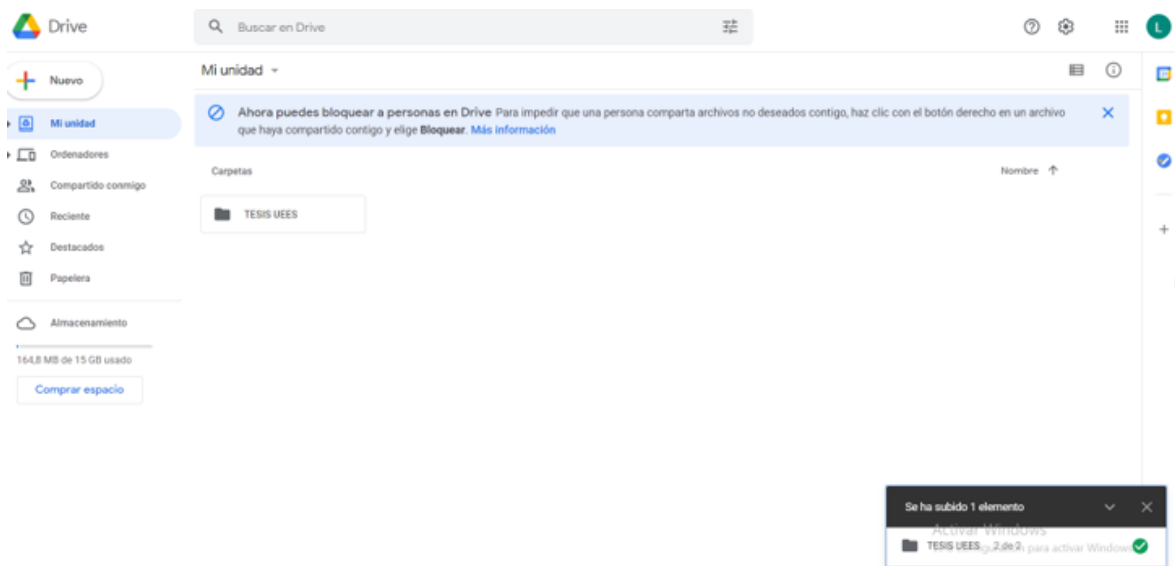 Drive
Buscar en Drive
L
Nuevo
Mi unidad
Ordenadores
Compartido conmigo
Reciente
Destacados
Papelera
Almacenamiento
164,8 MB de 15 GB usado
Comprar espacio
Mi unidad
Ahora puedes bloquear a personas en Drive Para impedir que una persona comparta archivos no deseados contigo, haz clic con el botón derecho en un archivo
que haya compartido contigo y elige Bloquear. Más información
Carpetas
Nombre
TESIS UEES
Se ha subido 1 elemento
Activar Windows
TESIS UEES 2 de 2
para activar Windows